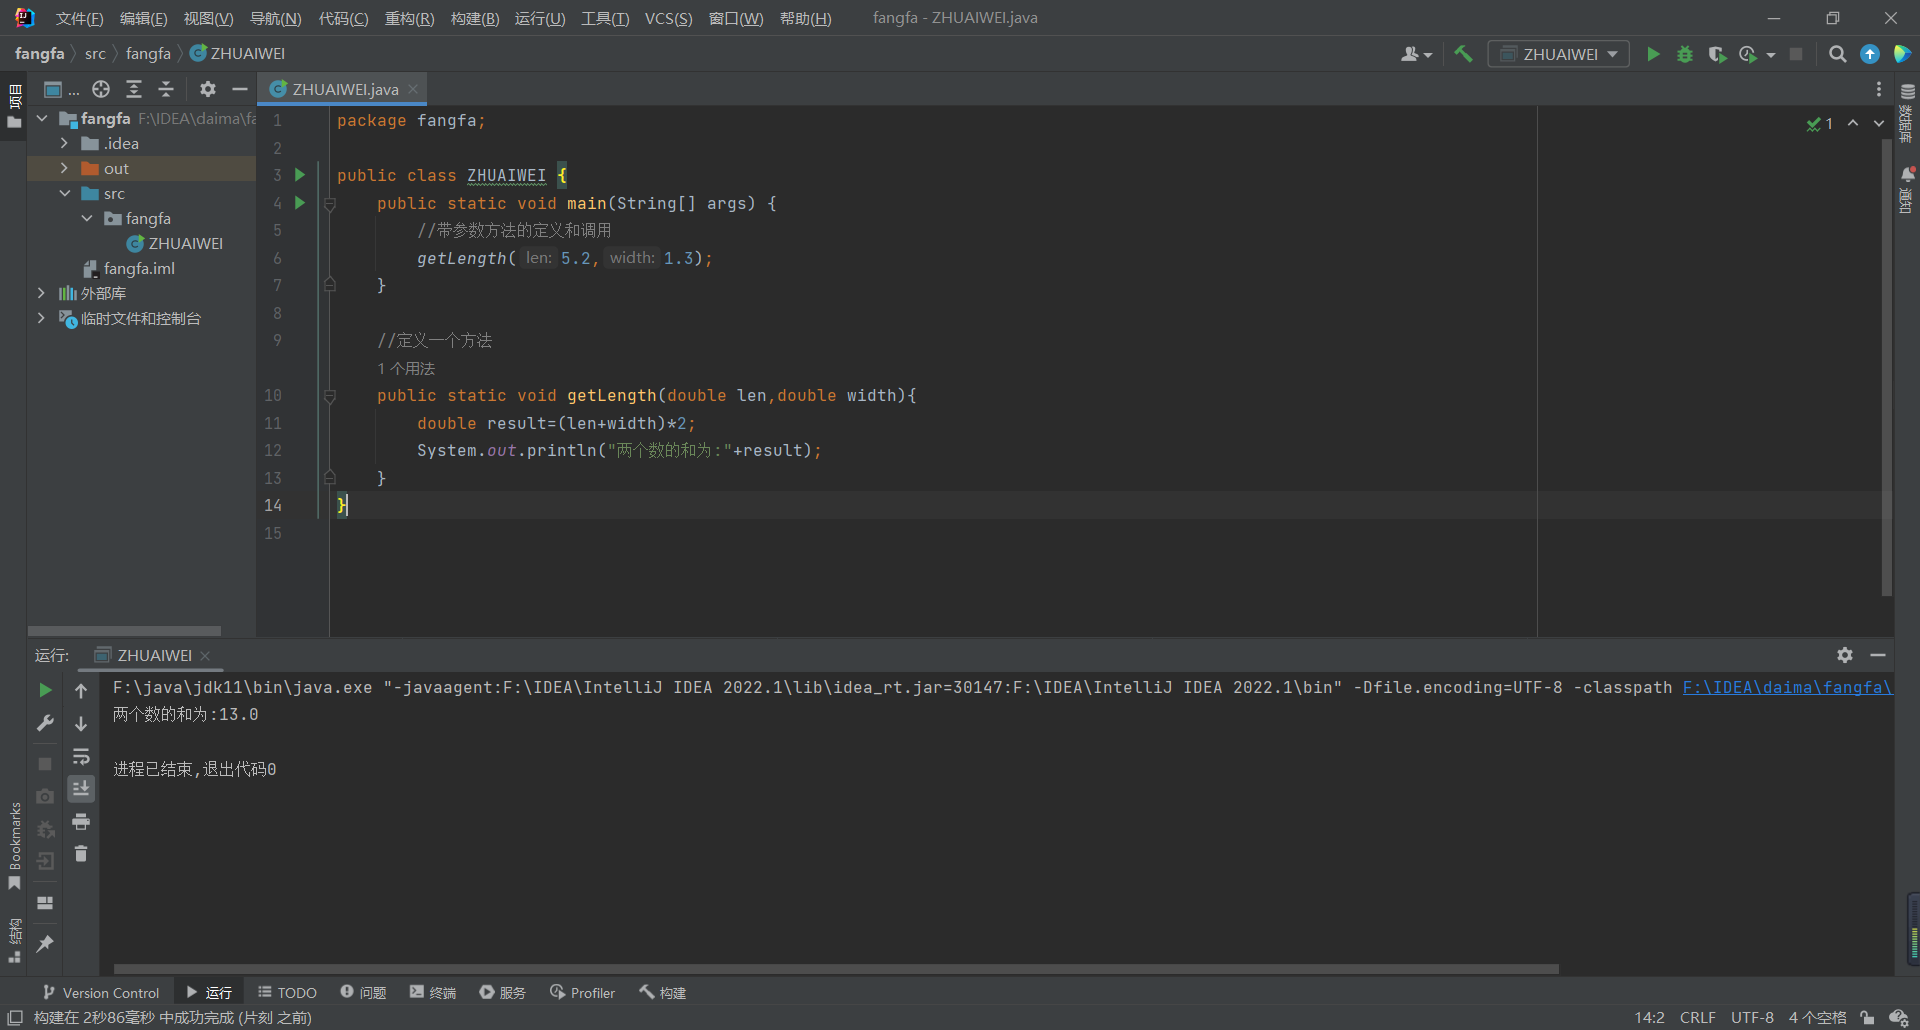 文件(F) 编辑(E) 视图(V) 导航(N) 代码(C) 重构(R) 构建(B) 运行(U) 工具(T) VCS(S) 窗口(W) 帮助(H) fangfa - ZHUAIWEI.java
fangfa src fangfa ZHUAIWEI
ZHUAIWEI
项目
...
ZHUAIWEI.java
fangfa F:\IDEA\daima\fa
.idea
out
src
fangfa
ZHUAIWEI
fangfa.iml
外部库
临时文件和控制台
1 package fangfa;
2
3 public class ZHUAIWEI {
4 public static void main(String[] args) {
5 //带参数方法的定义和调用
6 getLength( len: 5.2, width: 1.3);
7 }
8
9 //定义一个方法
1 个用法
10 public static void getLength(double len,double width){
11 double result=(len+width)*2;
12 System.out.println("两个数的和为:"+result);
13 }
14 }
15
1
数据库
通知
运行: ZHUAIWEI
F:\java\jdk11\bin\java.exe "-javaagent:F:\IDEA\IntelliJ IDEA 2022.1\lib\idea_rt.jar=30147:F:\IDEA\IntelliJ IDEA 2022.1\bin" -Dfile.encoding=UTF-8 -classpath F:\IDEA\daima\fangfa\
两个数的和为:13.0
进程已结束,退出代码0
Bookmarks
结构
Version Control 运行 TODO 问题 终端 服务 Profiler 构建
构建在 2秒86毫秒 中成功完成 (片刻 之前)
14:2 CRLF UTF-8 4 个空格